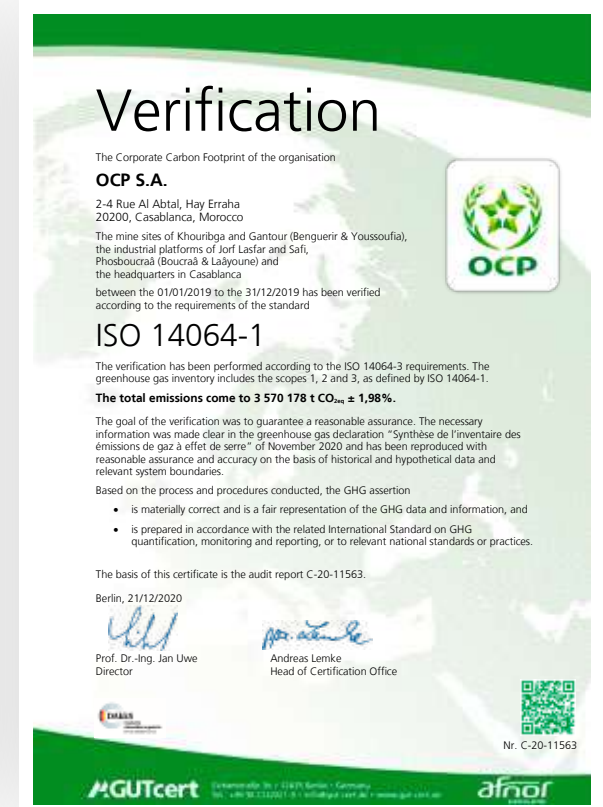 Verification
The Corporate Carbon Footprint of the organisation
OCP S.A.
2-4 Rue Al Abtal, Hay Erraha
20200, Casablanca, Morocco
The mine sites of Khouribga and Gantour (Benguerir & Youssoufia),
the industrial platforms of Jorf Lasfar and Safi,
Phosboucraâ (Boucraâ & Laâyoune) and
the headquarters in Casablanca
OCP
between the 01/01/2019 to the 31/12/2019 has been verified
according to the requirements of the standard
ISO 14064-1
The verification has been performed according to the ISO 14064-3 requirements. The
greenhouse gas inventory includes the scopes 1, 2 and 3, as defined by ISO 14064-1.
The total emissions come to 3 570 178 t CO₂eq ± 1,98%.
The goal of the verification was to guarantee a reasonable assurance. The necessary
information was made clear in the greenhouse gas declaration "Synthèse de l'inventaire des
émissions de gaz à effet de serre" of November 2020 and has been reproduced with
reasonable assurance and accuracy on the basis of historical and hypothetical data and
relevant system boundaries.
Based on the process and procedures conducted, the GHG assertion
• is materially correct and is a fair representation of the GHG data and information, and
• is prepared in accordance with the related International Standard on GHG
quantification, monitoring and reporting, or to relevant national standards or practices.
The basis of this certificate is the audit report C-20-11563.
Berlin, 21/12/2020
Prof. Dr.-Ing. Jan Uwe
Director
Andreas Lemke
Head of Certification Office
DAkkS
Nr. C-20-11563
GUTcert
afnor